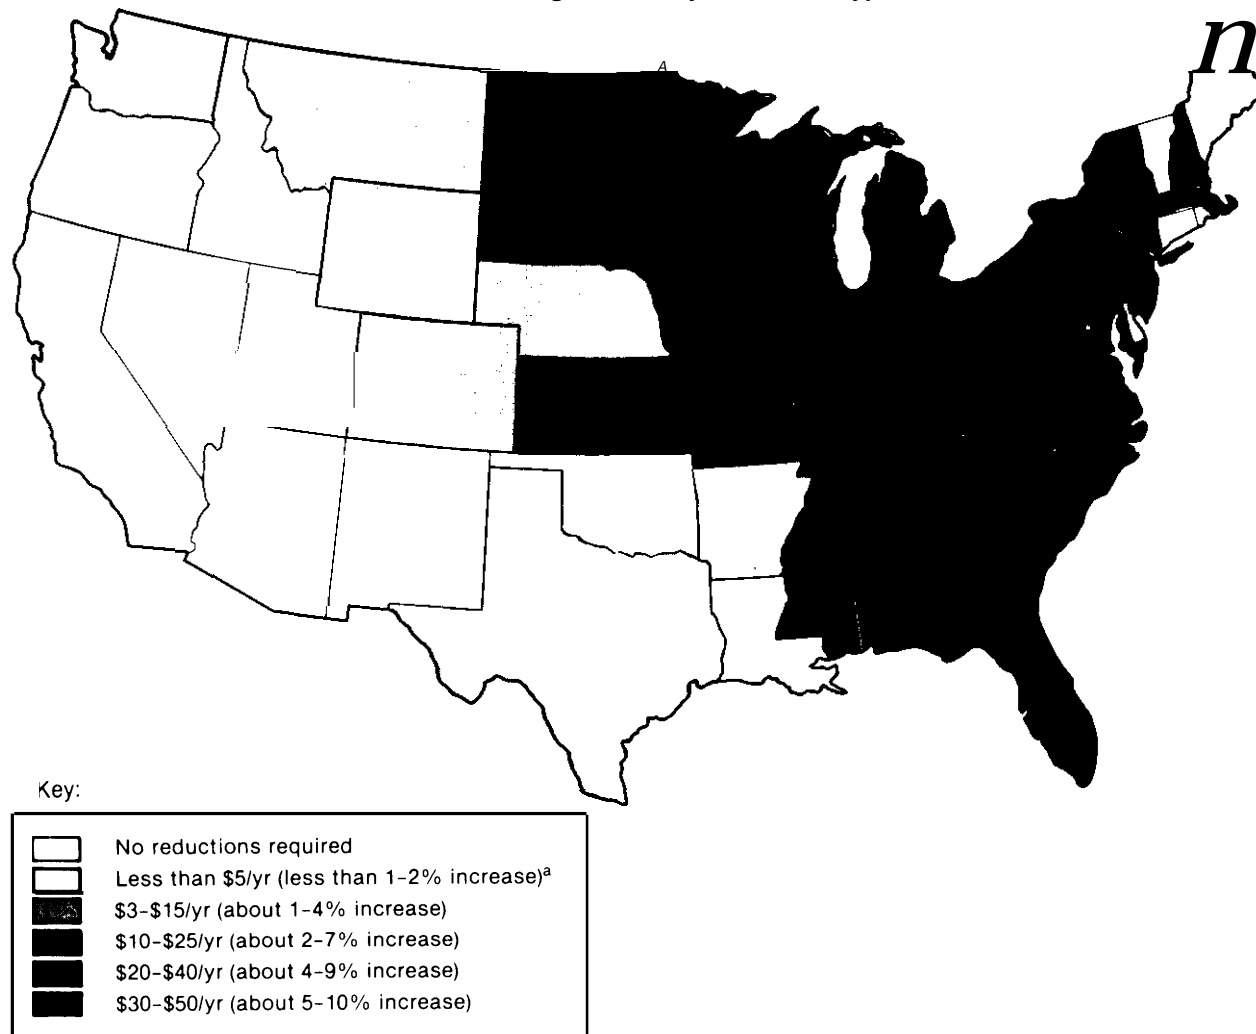 n
A
Key:
No reductions required
Less than $5/yr (less than 1–2% increase)ᵃ
$3–$15/yr (about 1–4% increase)
$10–$25/yr (about 2–7% increase)
$20–$40/yr (about 4–9% increase)
$30–$50/yr (about 5–10% increase)